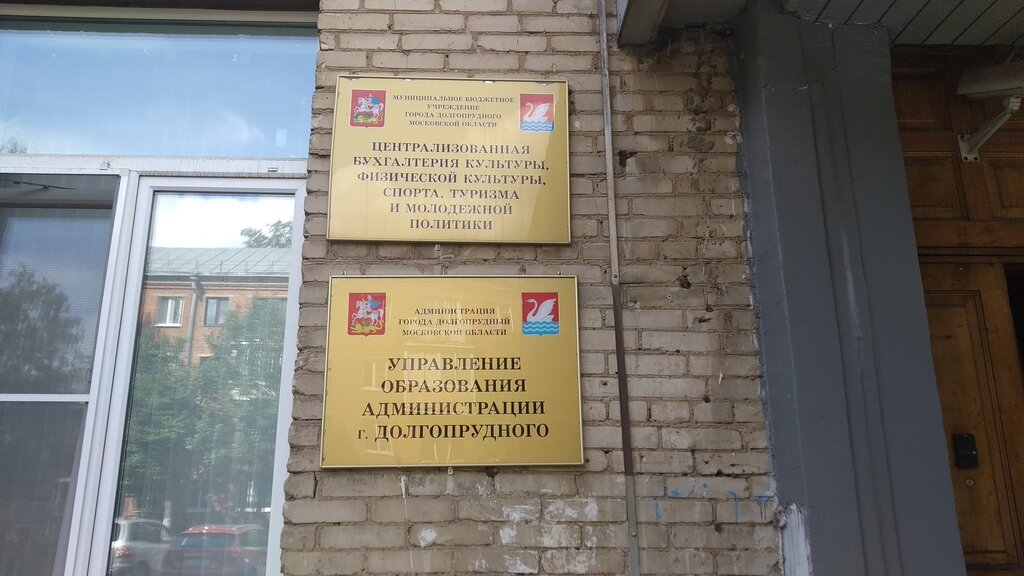 МУНИЦИПАЛЬНОЕ БЮДЖЕТНОЕ
УЧРЕЖДЕНИЕ
ГОРОДА ДОЛГОПРУДНОГО
МОСКОВСКОЙ ОБЛАСТИ
ЦЕНТРАЛИЗОВАННАЯ
БУХГАЛТЕРИЯ КУЛЬТУРЫ,
ФИЗИЧЕСКОЙ КУЛЬТУРЫ,
СПОРТА, ТУРИЗМА
И МОЛОДЕЖНОЙ
ПОЛИТИКИ
АДМИНИСТРАЦИЯ
ГОРОДА ДОЛГОПРУДНЫЙ
МОСКОВСКОЙ ОБЛАСТИ
УПРАВЛЕНИЕ
ОБРАЗОВАНИЯ
АДМИНИСТРАЦИИ
г. ДОЛГОПРУДНОГО